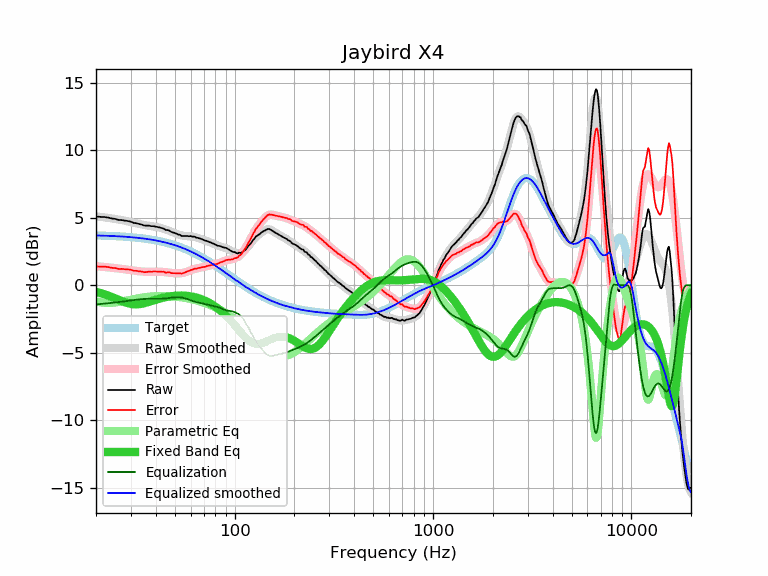 Jaybird X4
15
10
5
0
−5
−10
−15
Amplitude (dBr)
Target
Raw Smoothed
Error Smoothed
Raw
Error
Parametric Eq
Fixed Band Eq
Equalization
Equalized smoothed
100
1000
10000
Frequency (Hz)